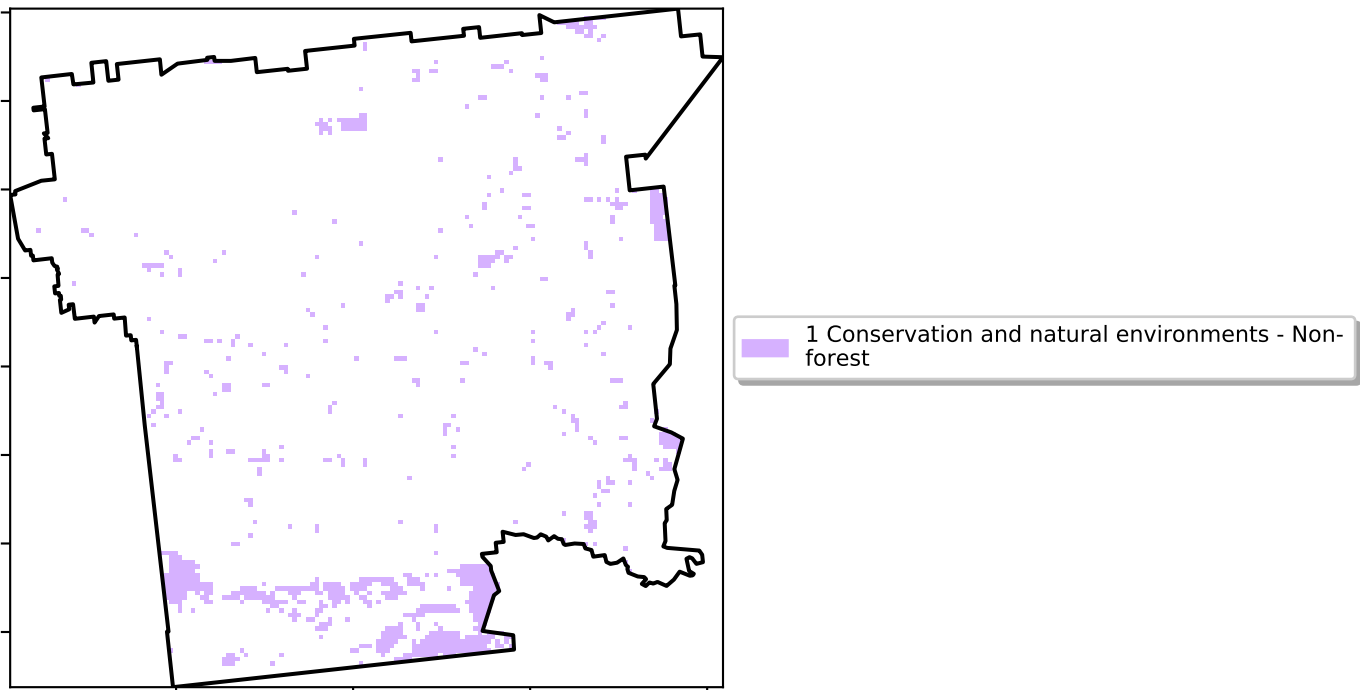 1 Conservation and natural environments - Non-
forest